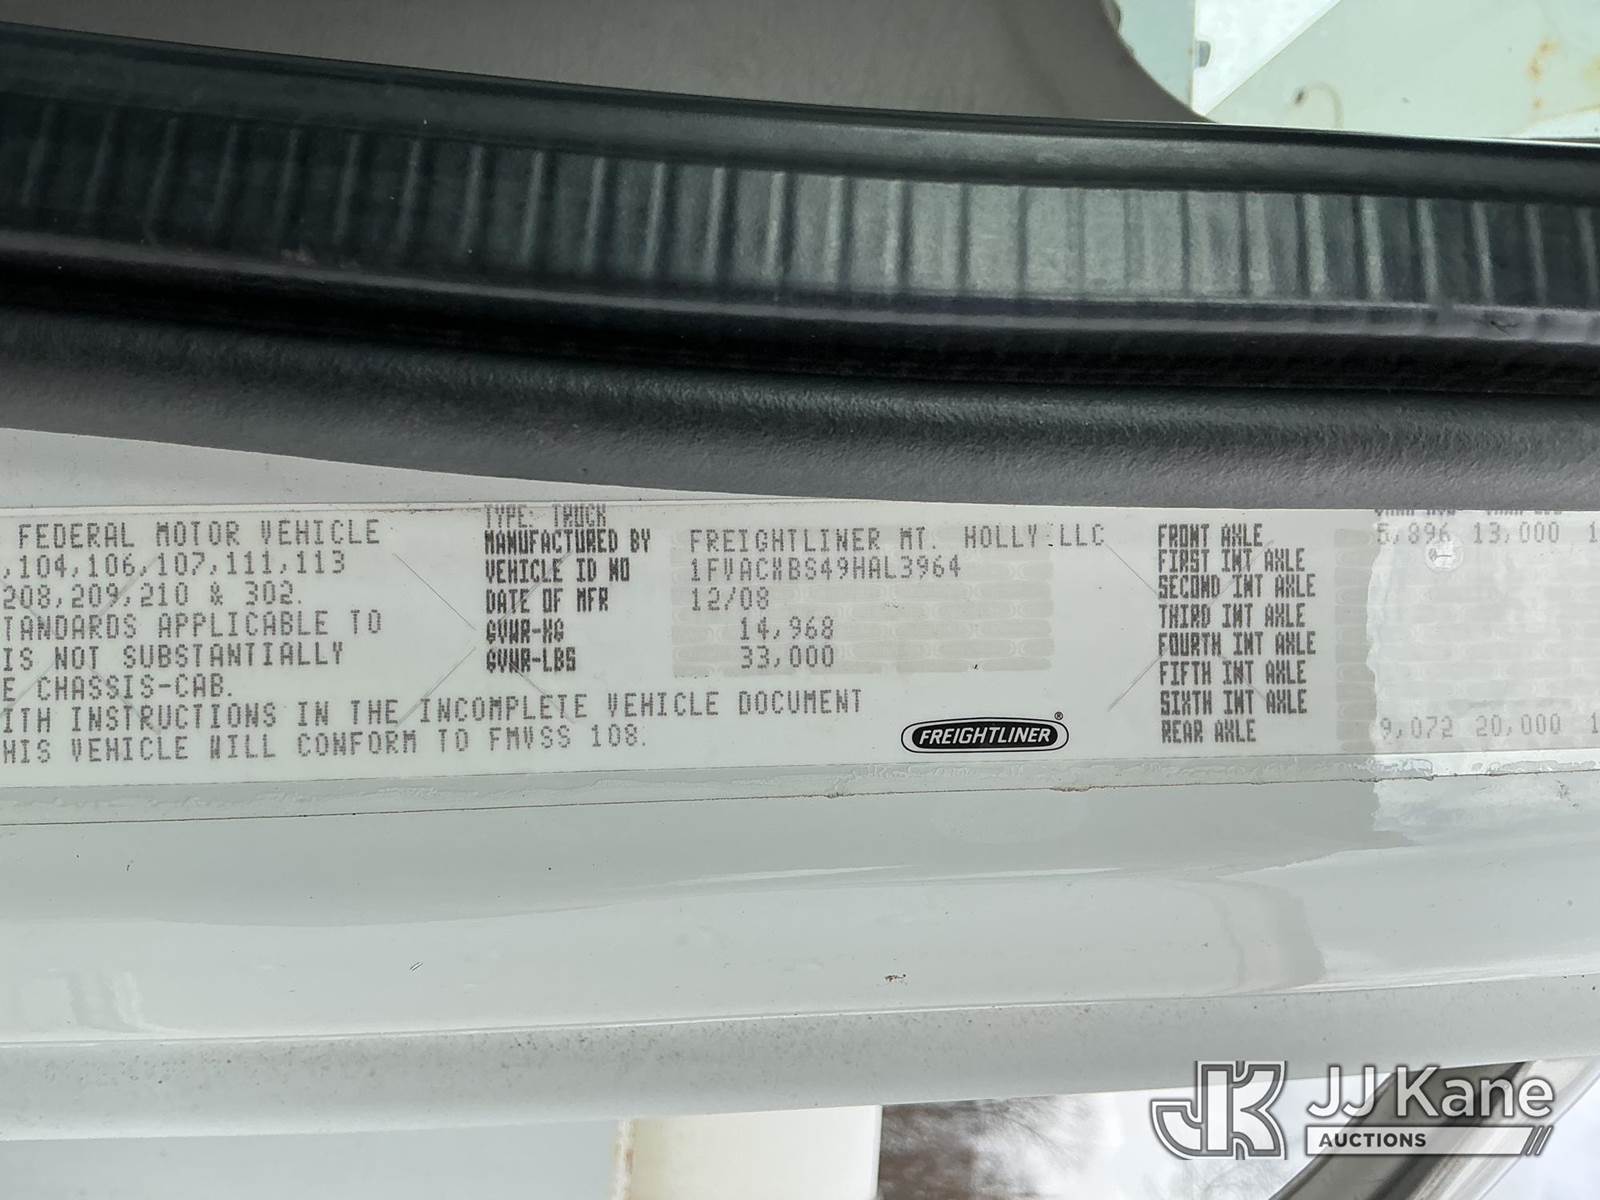 FEDERAL MOTOR VEHICLE
,104,106,107,111,113
208,209,210 & 302.
TANDARDS APPLICABLE TO
IS NOT SUBSTANTIALLY
E CHASSIS-CAB.
ITH INSTRUCTIONS IN THE INCOMPLETE VEHICLE DOCUMENT
HIS VEHICLE WILL CONFORM TO FMVSS 108.
TYPE: TRUCK
MANUFACTURED BY FREIGHTLINER MT. HOLLY LLC
VEHICLE ID NO 1FVACXBS49HAL3964
DATE OF MFR 12/08
GVWR-KG 14,968
GVWR-LBS 33,000
FREIGHTLINER®
FRONT AXLE 5,896 13,000 1
FIRST INT AXLE
SECOND INT AXLE
THIRD INT AXLE
FOURTH INT AXLE
FIFTH INT AXLE
SIXTH INT AXLE
REAR AXLE 9,072 20,000 1
JK JJ Kane
AUCTIONS